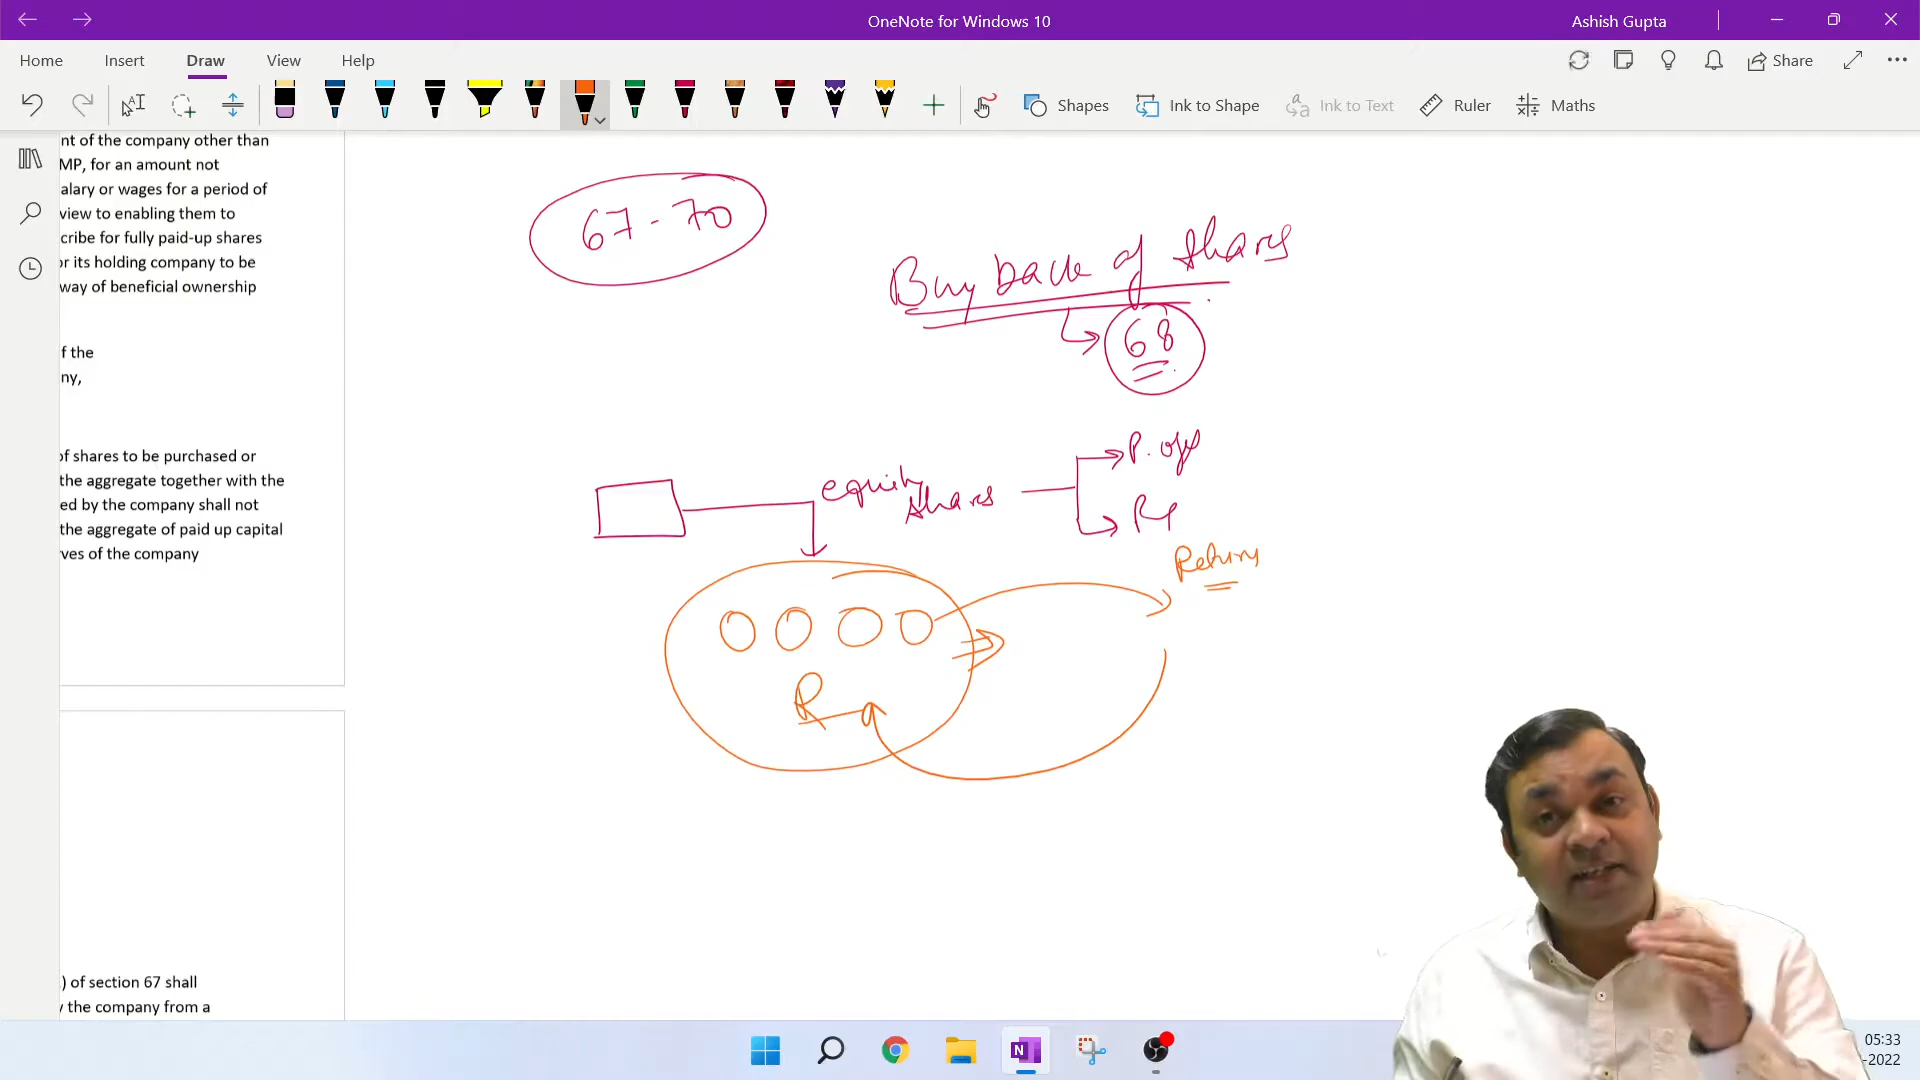 OneNote for Windows 10
Ashish Gupta
Home Insert Draw View Help
Share
Shapes Ink to Shape Ink to Text Ruler Maths
nt of the company other than
MP, for an amount not
alary or wages for a period of
view to enabling them to
cribe for fully paid-up shares
or its holding company to be
way of beneficial ownership
f the
ny,
of shares to be purchased or
the aggregate together with the
ed by the company shall not
the aggregate of paid up capital
ves of the company
) of section 67 shall
y the company from a
67-70
Buy back of shares
68
equity
shares
P.
R
Return
R
05:33
-2022